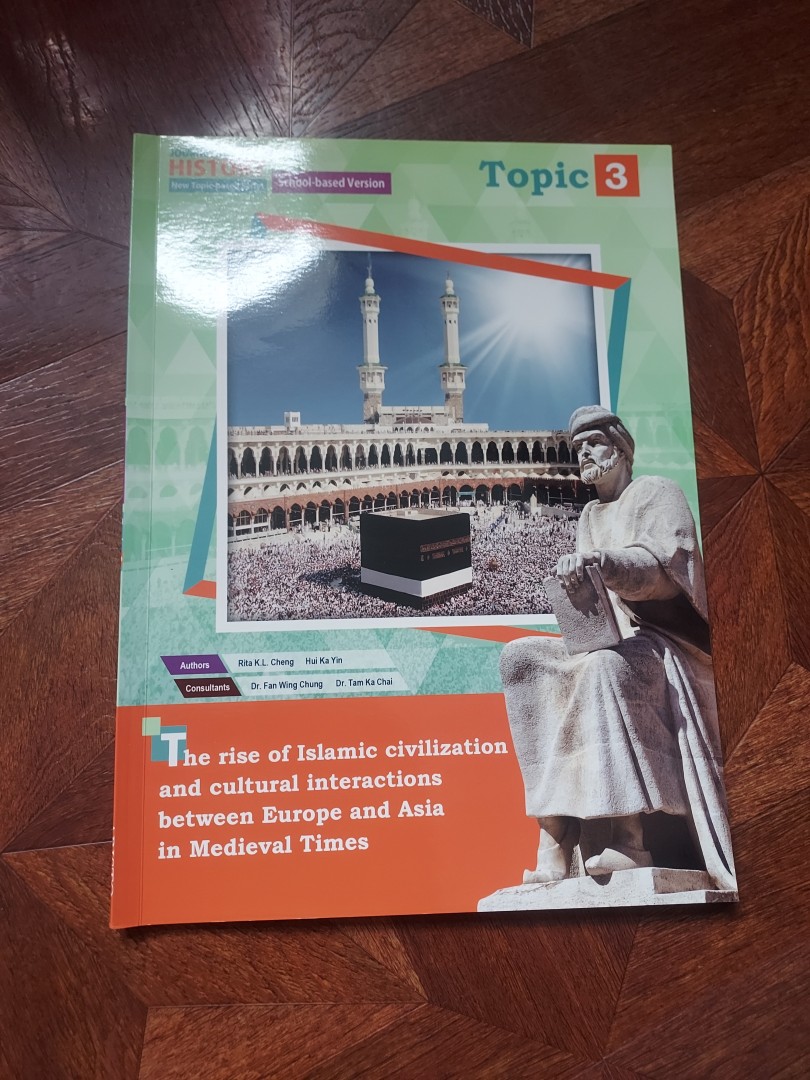 HISTORY
New Topic-based Series
School-based Version
Topic 3
Authors Rita K.L. Cheng Hui Ka Yin
Consultants Dr. Fan Wing Chung Dr. Tam Ka Chai
The rise of Islamic civilization
and cultural interactions
between Europe and Asia
in Medieval Times